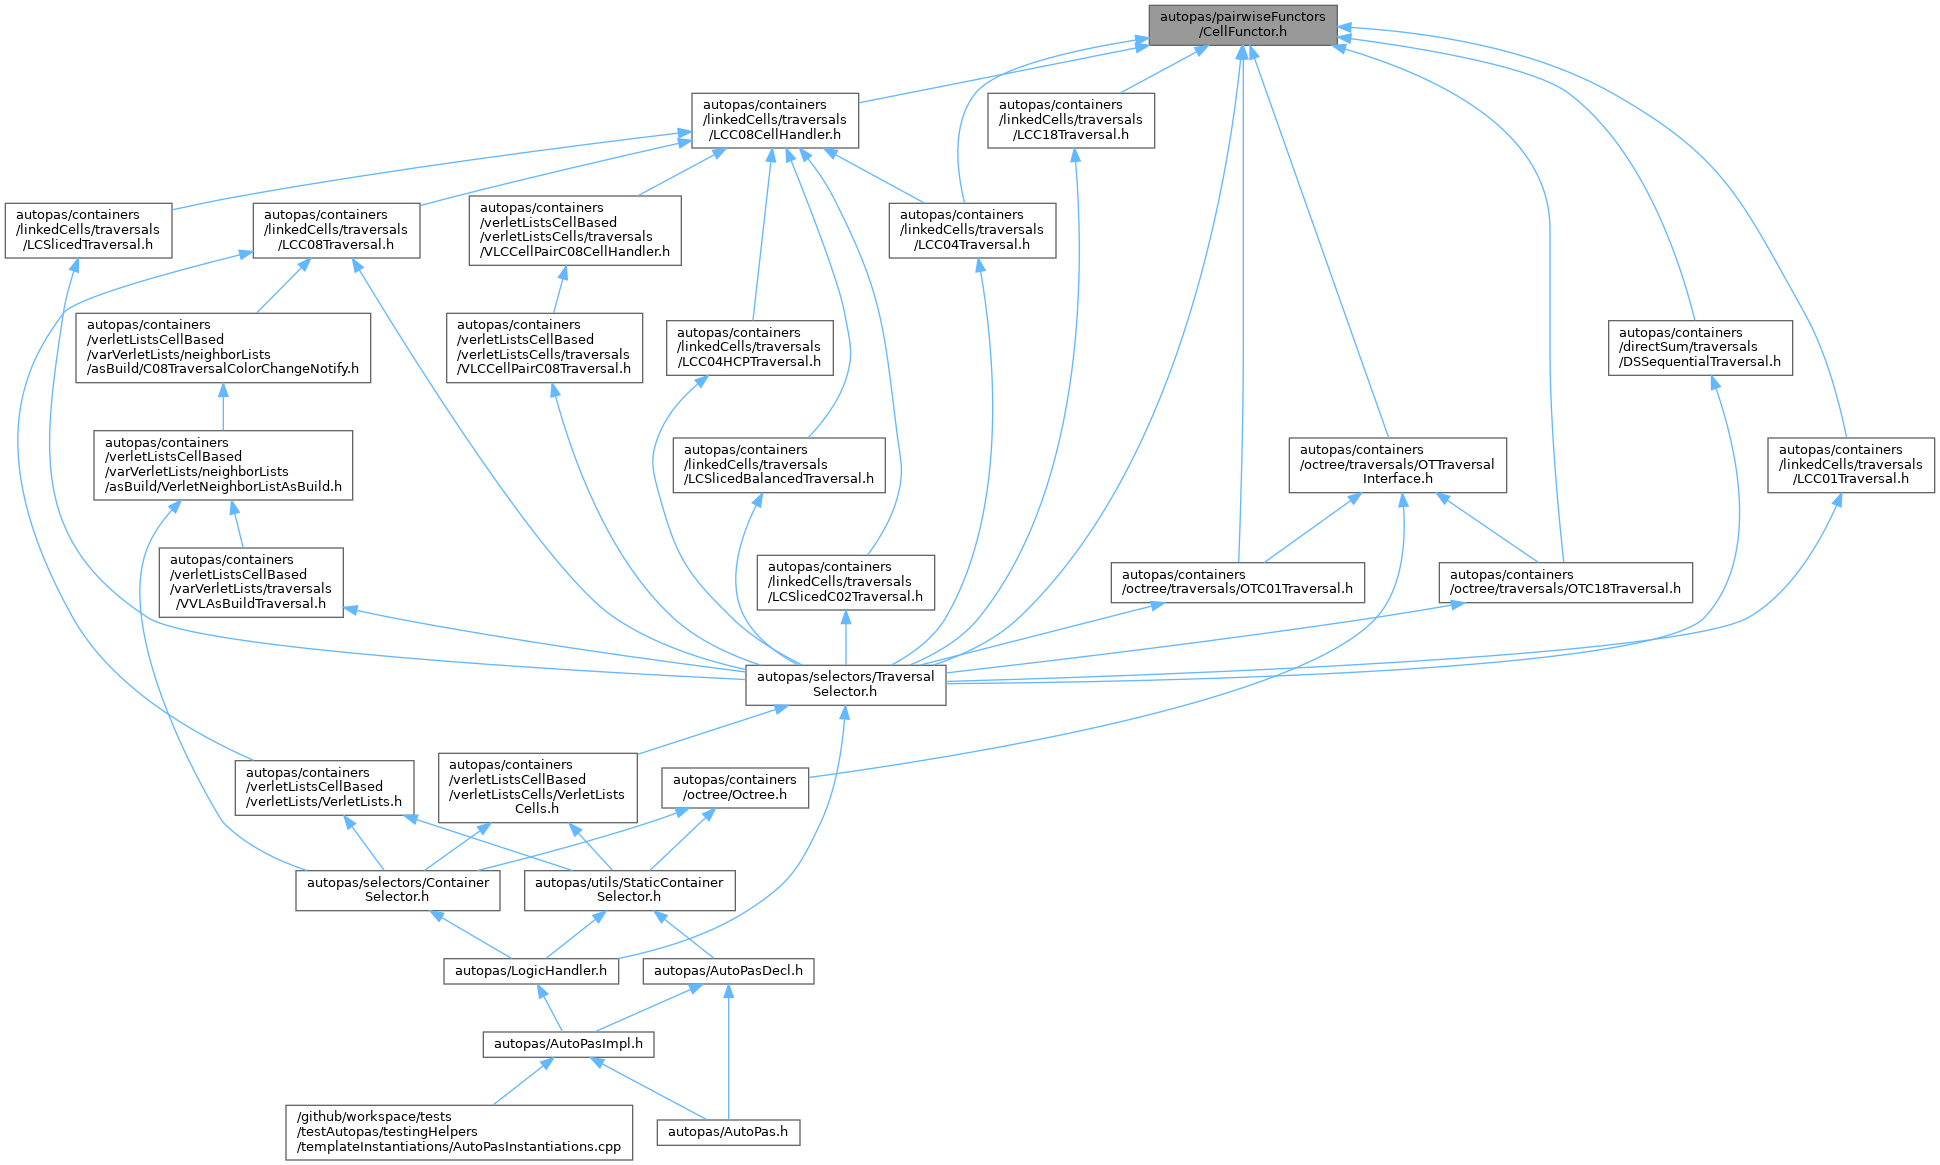 autopas/pairwiseFunctors
/CellFunctor.h
autopas/containers
/linkedCells/traversals
/LCC08CellHandler.h
autopas/containers
/linkedCells/traversals
/LCC18Traversal.h
autopas/containers
/linkedCells/traversals
/LCSlicedTraversal.h
autopas/containers
/linkedCells/traversals
/LCC08Traversal.h
autopas/containers
/verletListsCellBased
/verletListsCells/traversals
/VLCCellPairC08CellHandler.h
autopas/containers
/linkedCells/traversals
/LCC04Traversal.h
autopas/containers
/verletListsCellBased
/varVerletLists/neighborLists
/asBuild/C08TraversalColorChangeNotify.h
autopas/containers
/verletListsCellBased
/verletListsCells/traversals
/VLCCellPairC08Traversal.h
autopas/containers
/linkedCells/traversals
/LCC04HCPTraversal.h
autopas/containers
/directSum/traversals
/DSSequentialTraversal.h
autopas/containers
/verletListsCellBased
/varVerletLists/neighborLists
/asBuild/VerletNeighborListAsBuild.h
autopas/containers
/linkedCells/traversals
/LCSlicedBalancedTraversal.h
autopas/containers
/octree/traversals/OTTraversal
Interface.h
autopas/containers
/linkedCells/traversals
/LCC01Traversal.h
autopas/containers
/verletListsCellBased
/varVerletLists/traversals
/VVLAsBuildTraversal.h
autopas/containers
/linkedCells/traversals
/LCSlicedC02Traversal.h
autopas/containers
/octree/traversals/OTC01Traversal.h
autopas/containers
/octree/traversals/OTC18Traversal.h
autopas/selectors/Traversal
Selector.h
autopas/containers
/verletListsCellBased
/verletLists/VerletLists.h
autopas/containers
/verletListsCellBased
/verletListsCells/VerletLists
Cells.h
autopas/containers
/octree/Octree.h
autopas/selectors/Container
Selector.h
autopas/utils/StaticContainer
Selector.h
autopas/LogicHandler.h
autopas/AutoPasDecl.h
autopas/AutoPasImpl.h
/github/workspace/tests
/testAutopas/testingHelpers
/templateInstantiations/AutoPasInstantiations.cpp
autopas/AutoPas.h